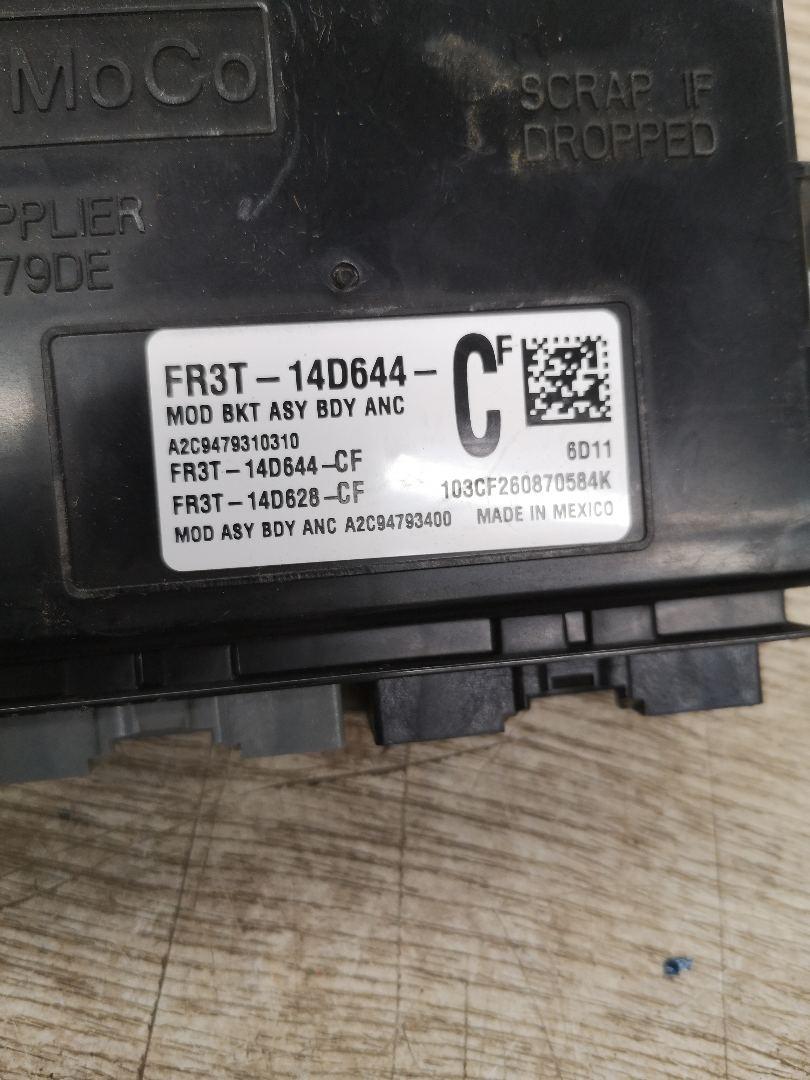 MoCo
SCRAP IF
DROPPED
PPLIER
79DE
FR3T-14D644-CF
MOD BKT ASY BDY ANC
A2C9479310310
FR3T-14D644-CF
6D11
FR3T-14D628-CF
103CF260870584K
MOD ASY BDY ANC A2C94793400
MADE IN MEXICO